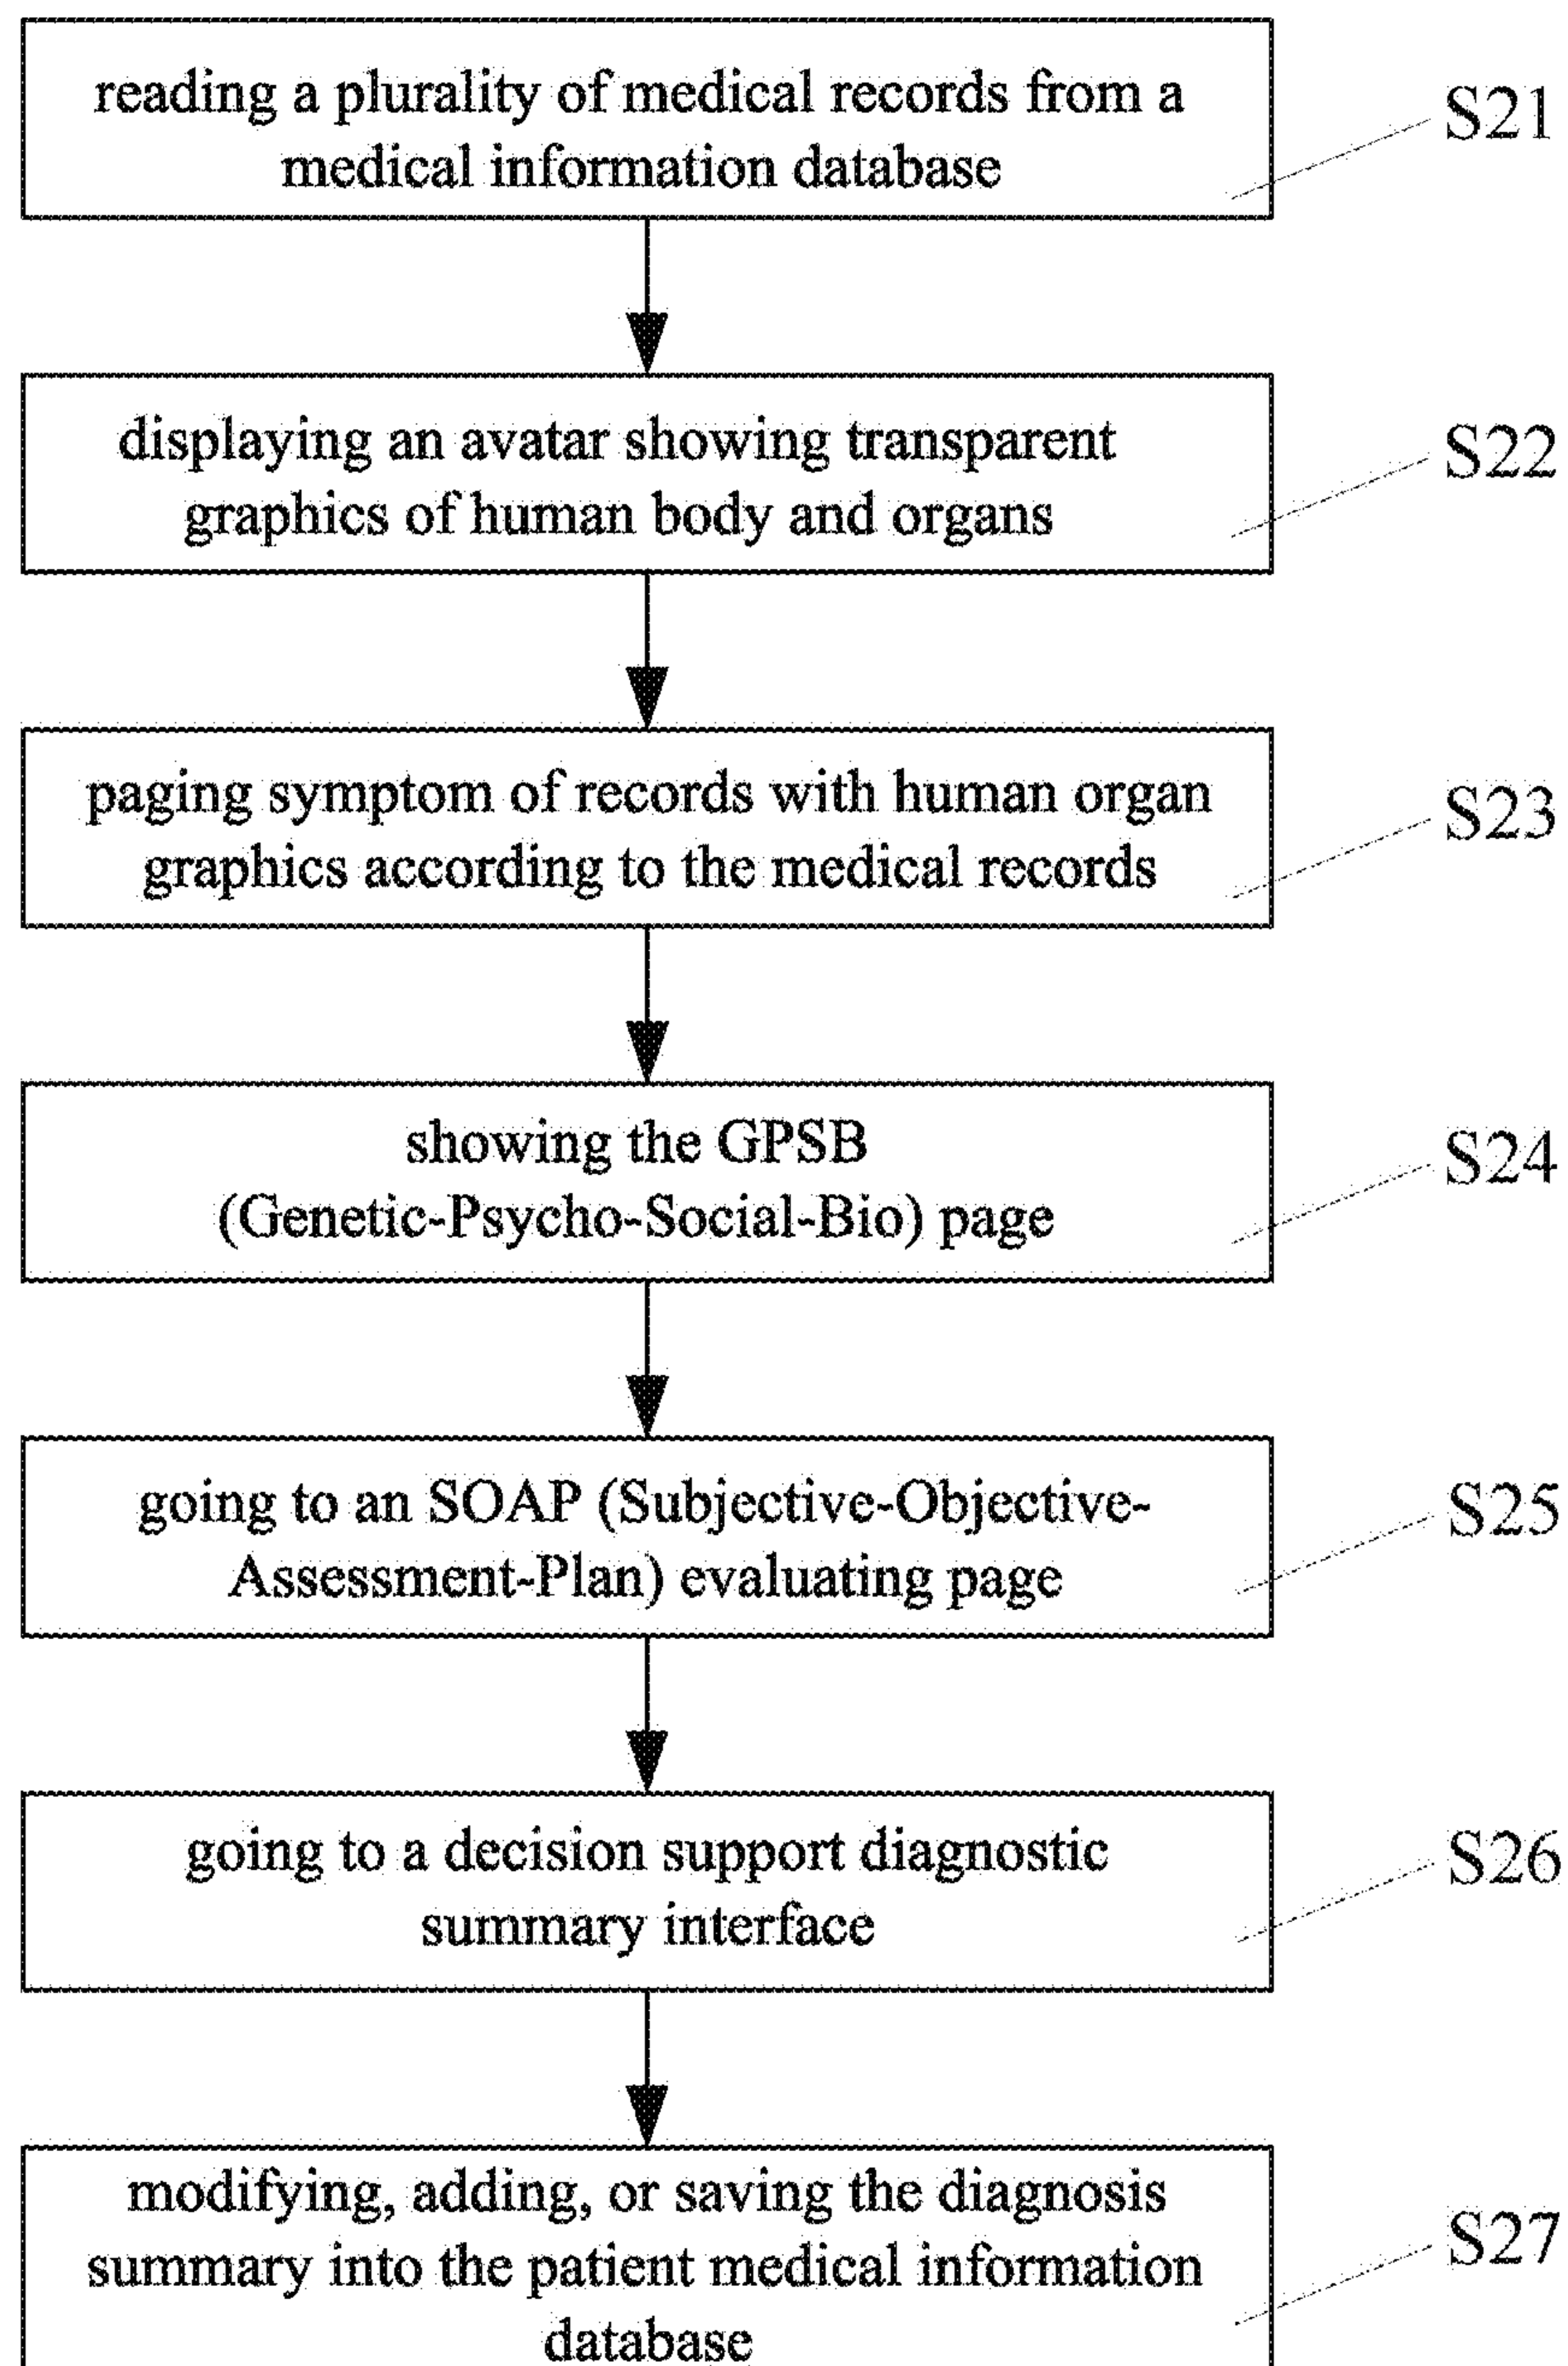 reading a plurality of medical records from a
medical information database
S21
displaying an avatar showing transparent
graphics of human body and organs
S22
paging symptom of records with human organ
graphics according to the medical records
S23
showing the GPSB
(Genetic-Psycho-Social-Bio) page
S24
going to an SOAP (Subjective-Objective-
Assessment-Plan) evaluating page
S25
going to a decision support diagnostic
summary interface
S26
modifying, adding, or saving the diagnosis
summary into the patient medical information
database
S27